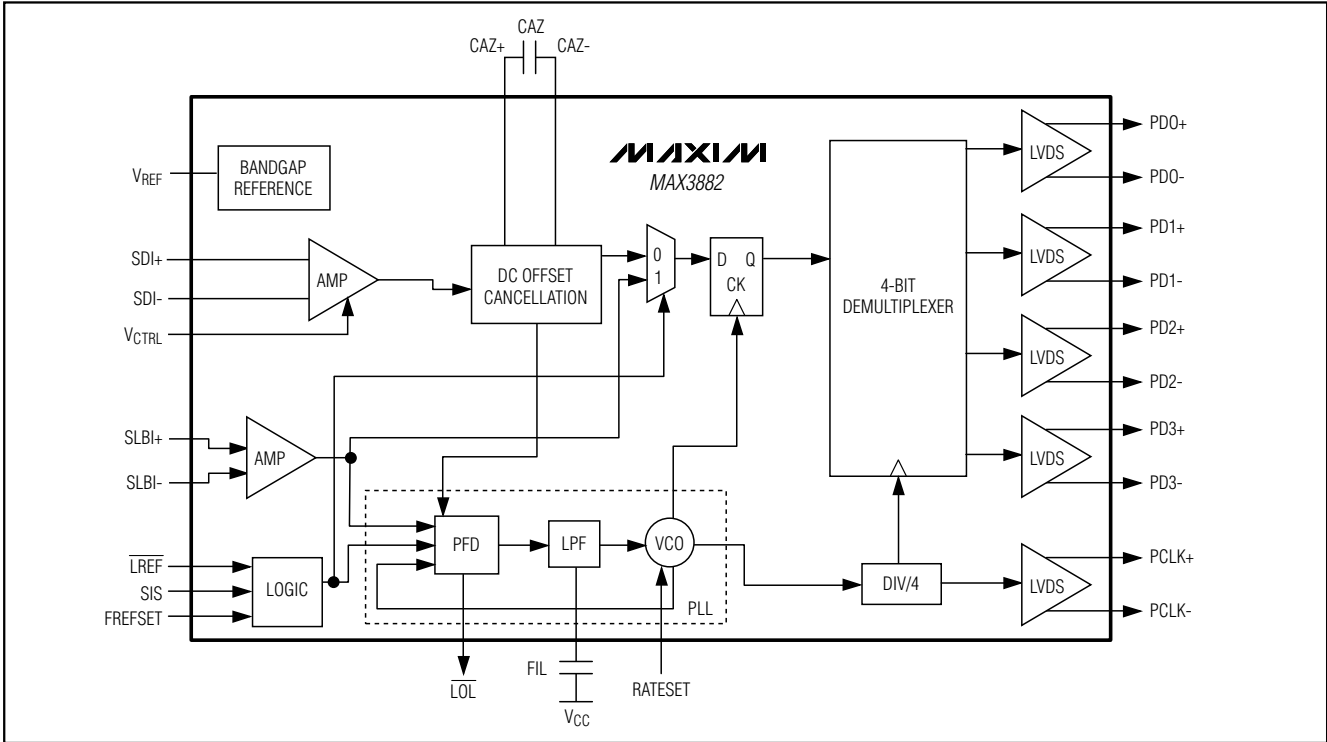 CAZ
CAZ+
CAZ-
MAXIM
MAX3882
VREF
BANDGAP
REFERENCE
SDI+
SDI-
VCTRL
AMP
DC OFFSET
CANCELLATION
0
1
D Q
CK
4-BIT
DEMULTIPLEXER
LVDS
PD0+
PD0-
LVDS
PD1+
PD1-
LVDS
PD2+
PD2-
LVDS
PD3+
PD3-
SLBI+
SLBI-
AMP
LREF
SIS
FREFSET
LOGIC
PFD
LPF
VCO
PLL
DIV/4
LVDS
PCLK+
PCLK-
LOL
FIL
VCC
RATESET